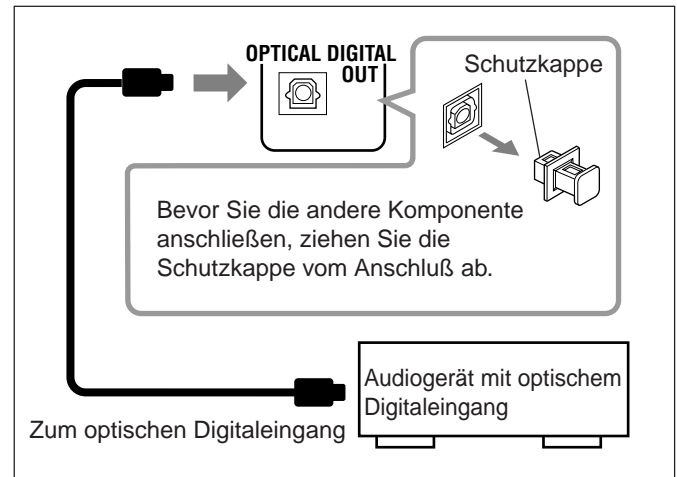 OPTICAL DIGITAL
OUT
Schutzkappe
Bevor Sie die andere Komponente
anschließen, ziehen Sie die
Schutzkappe vom Anschluß ab.
Audiogerät mit optischem
Digitaleingang
Zum optischen Digitaleingang